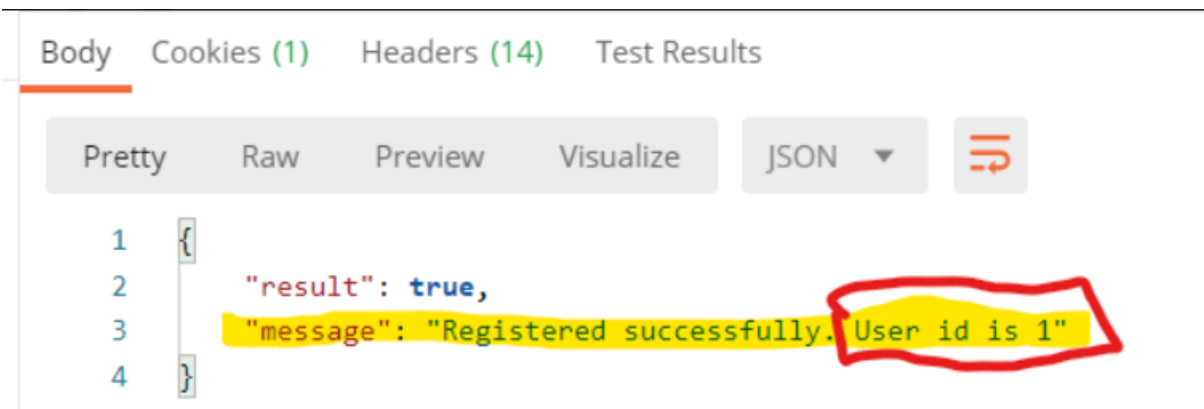 Body Cookies (1) Headers (14) Test Results
Pretty Raw Preview Visualize JSON
1 {
2 "result": true,
3 "message": "Registered successfully. User id is 1"
4 }